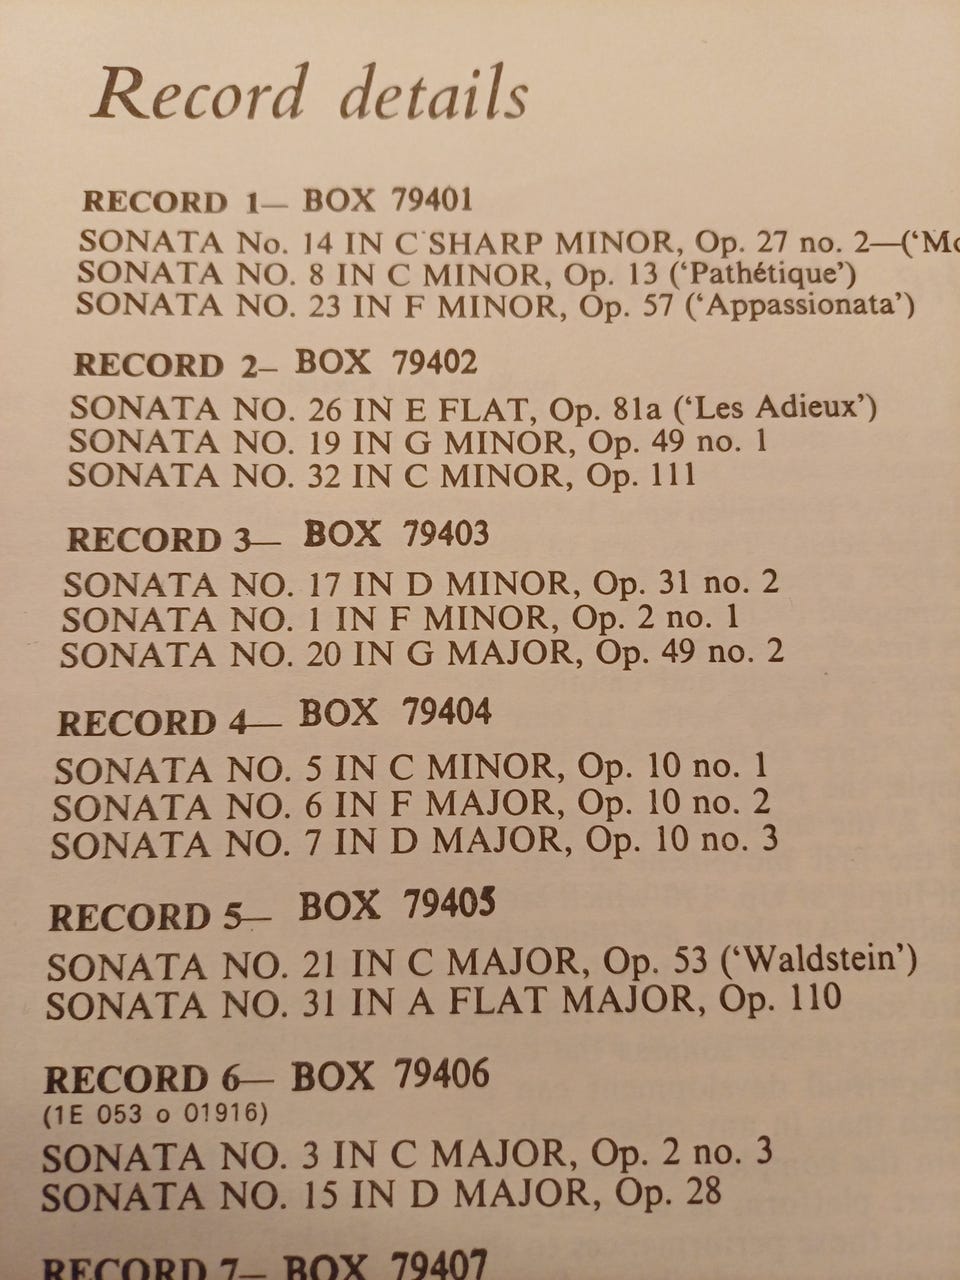 Record details
RECORD 1— BOX 79401
SONATA No. 14 IN C SHARP MINOR, Op. 27 no. 2—(‘Mo
SONATA NO. 8 IN C MINOR, Op. 13 (‘Pathétique’)
SONATA NO. 23 IN F MINOR, Op. 57 (‘Appassionata’)
RECORD 2– BOX 79402
SONATA NO. 26 IN E FLAT, Op. 81a (‘Les Adieux’)
SONATA NO. 19 IN G MINOR, Op. 49 no. 1
SONATA NO. 32 IN C MINOR, Op. 111
RECORD 3— BOX 79403
SONATA NO. 17 IN D MINOR, Op. 31 no. 2
SONATA NO. 1 IN F MINOR, Op. 2 no. 1
SONATA NO. 20 IN G MAJOR, Op. 49 no. 2
RECORD 4— BOX 79404
SONATA NO. 5 IN C MINOR, Op. 10 no. 1
SONATA NO. 6 IN F MAJOR, Op. 10 no. 2
SONATA NO. 7 IN D MAJOR, Op. 10 no. 3
RECORD 5— BOX 79405
SONATA NO. 21 IN C MAJOR, Op. 53 (‘Waldstein’)
SONATA NO. 31 IN A FLAT MAJOR, Op. 110
RECORD 6— BOX 79406
(1E 053 o 01916)
SONATA NO. 3 IN C MAJOR, Op. 2 no. 3
SONATA NO. 15 IN D MAJOR, Op. 28
RECORD 7— BOX 79407